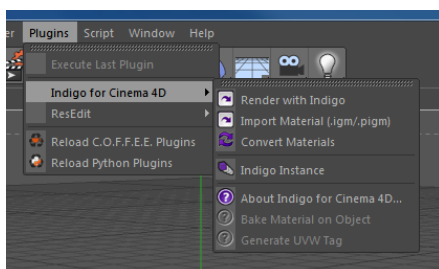 er Plugins Script Window Help
Execute Last Plugin
Indigo for Cinema 4D
ResEdit
Reload C.O.F.F.E.E. Plugins
Reload Python Plugins
Render with Indigo
Import Material (.igm/.pigm)
Convert Materials
Indigo Instance
About Indigo for Cinema 4D...
Bake Material on Object
Generate UVW Tag